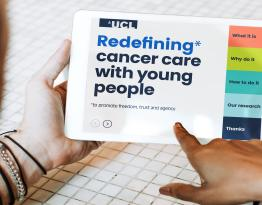 UCL
Redefining*
cancer care
with young
people
*to promote freedom, trust and agency
What it is
Why do it
How to do it
Our research
Thanks